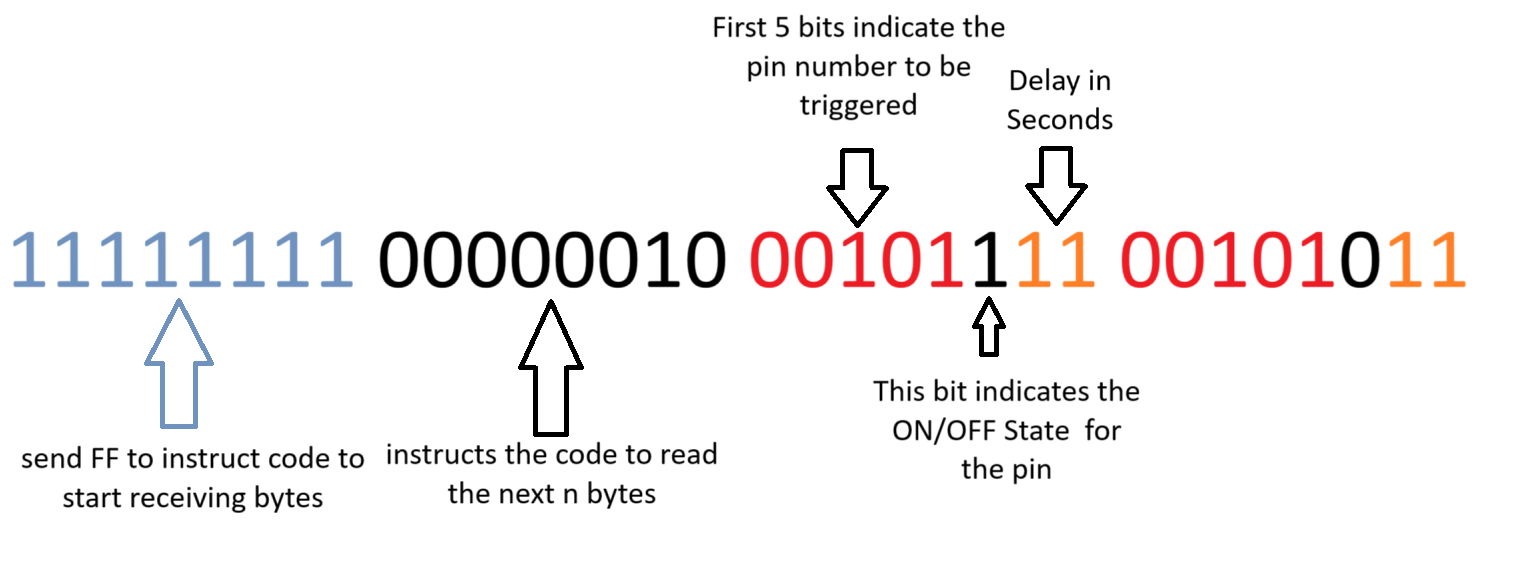 First 5 bits indicate the
pin number to be
triggered
Delay in
Seconds
11111111 00000010 00101111 00101011
send FF to instruct code to
start receiving bytes
instructs the code to read
the next n bytes
This bit indicates the
ON/OFF State for
the pin